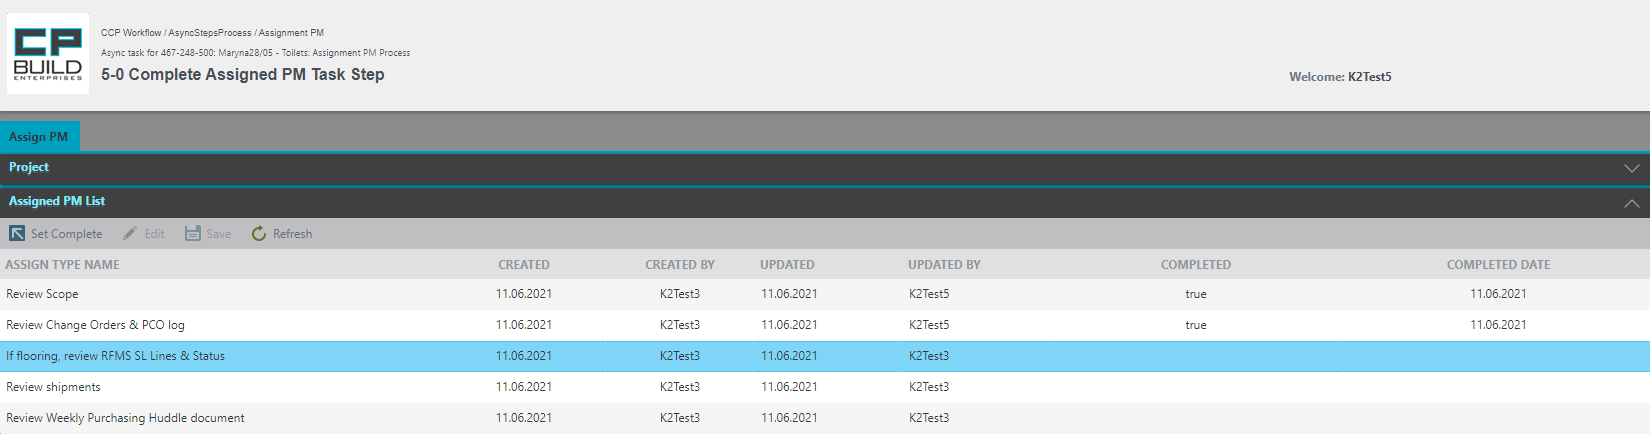 CP
BUILD
ENTERPRISES
CCP Workflow / AsyncStepsProcess / Assignment PM
Async task for 467-248-500: Maryna28/05 - Toilets: Assignment PM Process
5-0 Complete Assigned PM Task Step
Welcome: K2Test5
Assign PM
Project
Assigned PM List
Set Complete Edit Save Refresh
ASSIGN TYPE NAME CREATED CREATED BY UPDATED UPDATED BY COMPLETED COMPLETED DATE
Review Scope 11.06.2021 K2Test3 11.06.2021 K2Test5 true 11.06.2021
Review Change Orders & PCO log 11.06.2021 K2Test3 11.06.2021 K2Test5 true 11.06.2021
If flooring, review RFMS SL Lines & Status 11.06.2021 K2Test3 11.06.2021 K2Test3
Review shipments 11.06.2021 K2Test3 11.06.2021 K2Test3
Review Weekly Purchasing Huddle document 11.06.2021 K2Test3 11.06.2021 K2Test3